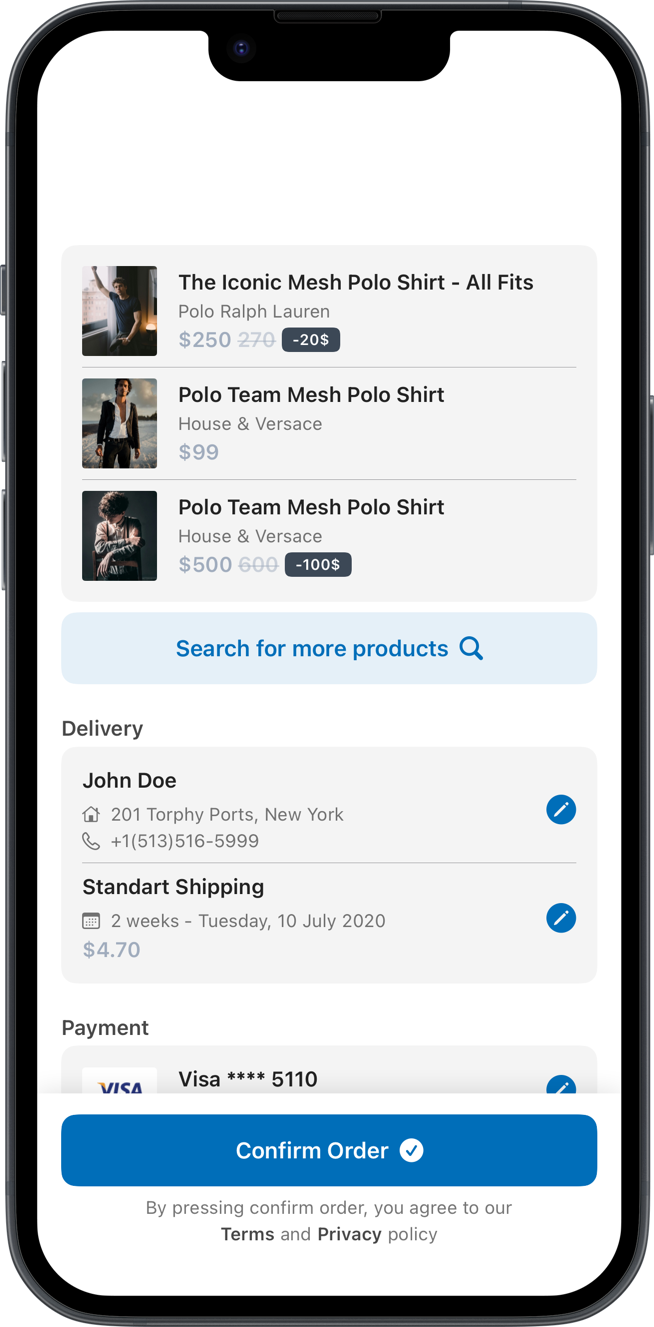 The Iconic Mesh Polo Shirt - All Fits
Polo Ralph Lauren
$250 270 -20$
Polo Team Mesh Polo Shirt
House & Versace
$99
Polo Team Mesh Polo Shirt
House & Versace
$500 600 -100$
Search for more products
Delivery
John Doe
201 Torphy Ports, New York
+1(513)516-5999
Standart Shipping
2 weeks - Tuesday, 10 July 2020
$4.70
Payment
VISA Visa **** 5110
Confirm Order
By pressing confirm order, you agree to our
Terms and Privacy policy